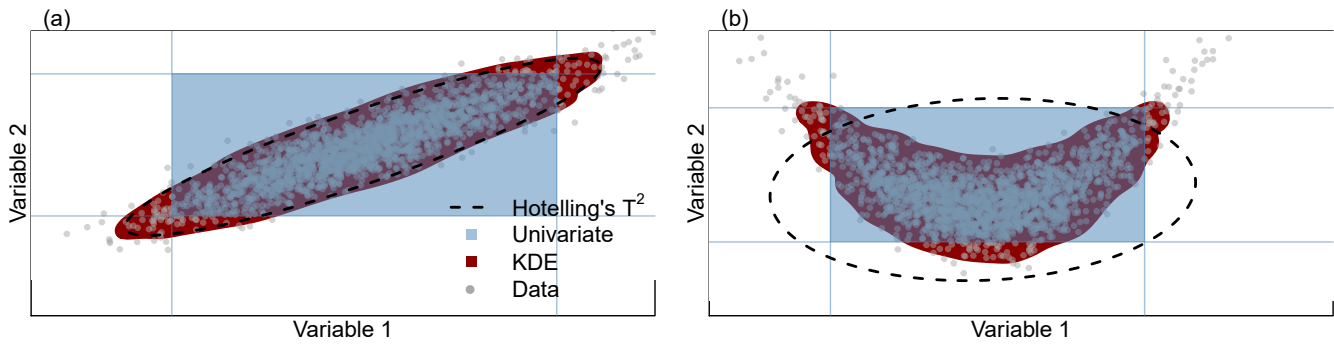 (a)
Variable 2
Hotelling's T²
Univariate
KDE
Data
Variable 1
(b)
Variable 2
Variable 1